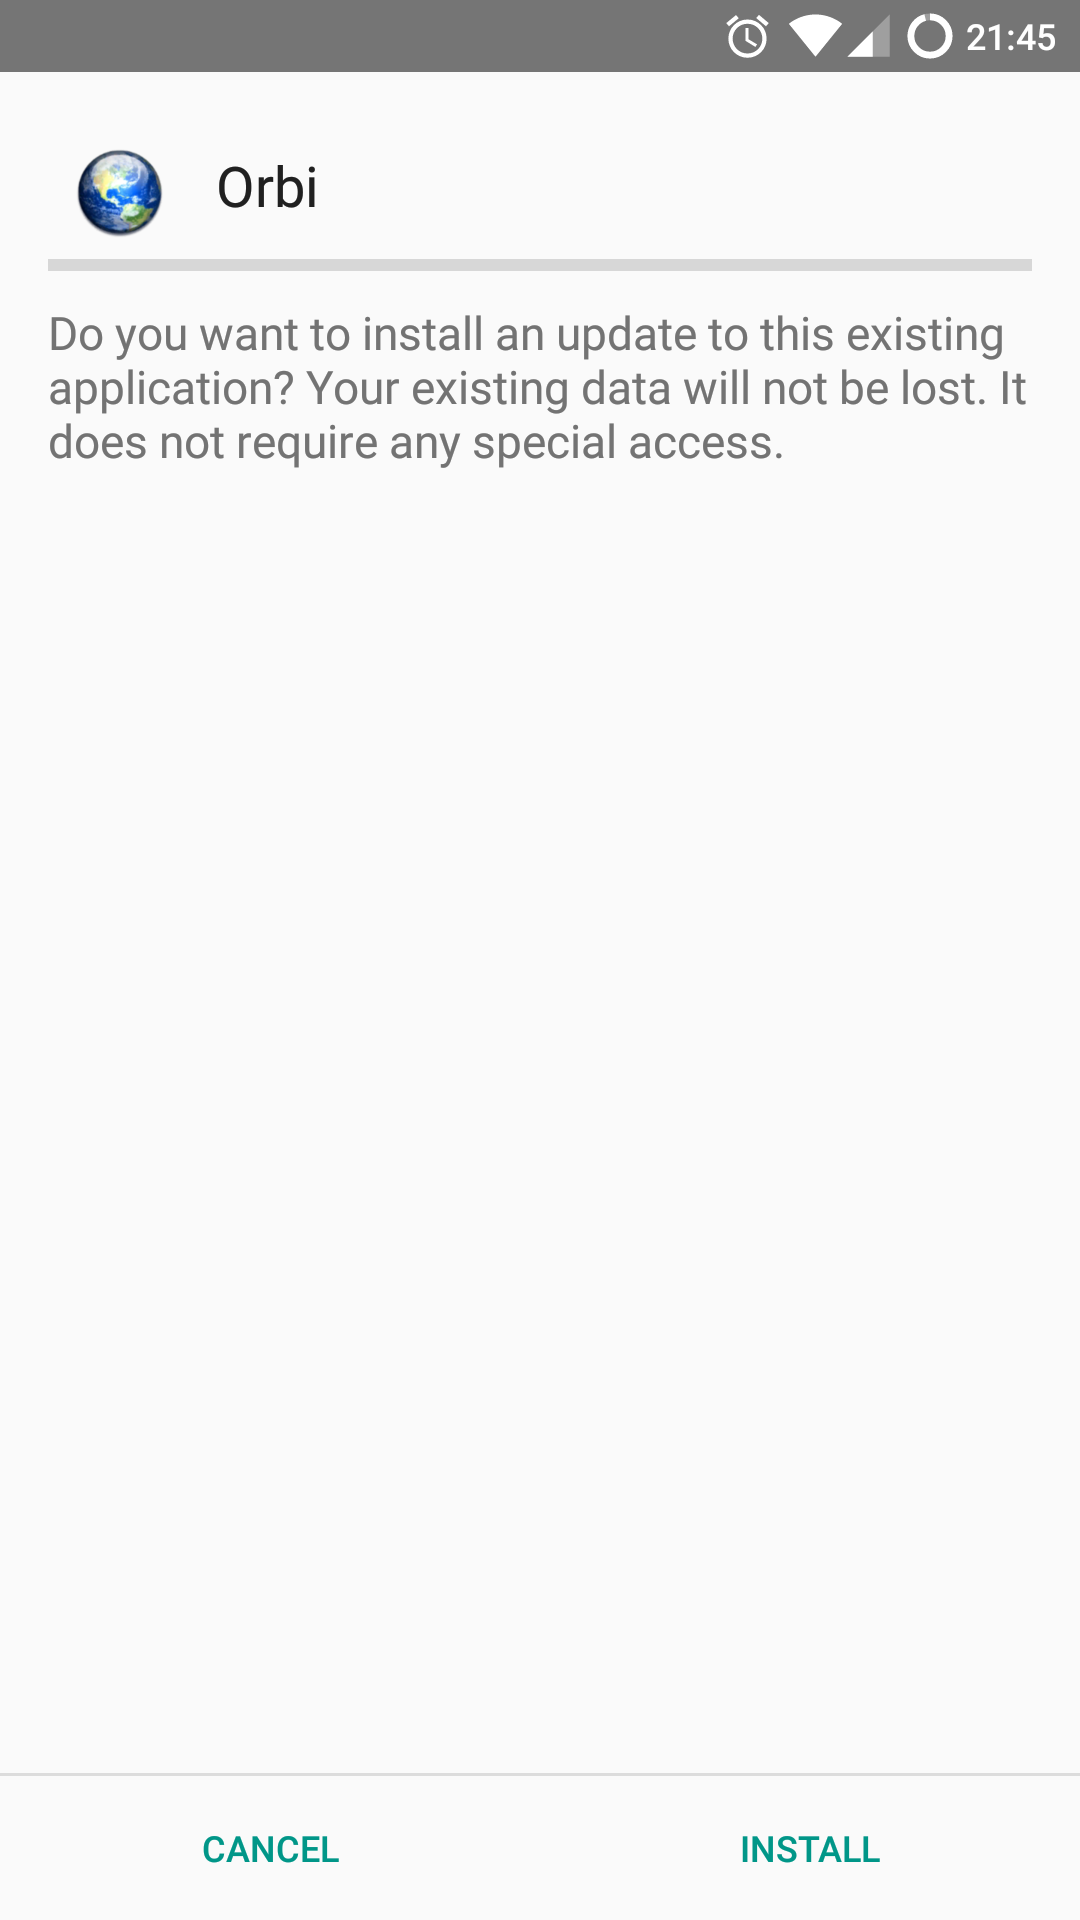 21:45
Orbi
Do you want to install an update to this existing
application? Your existing data will not be lost. It
does not require any special access.
CANCEL
INSTALL